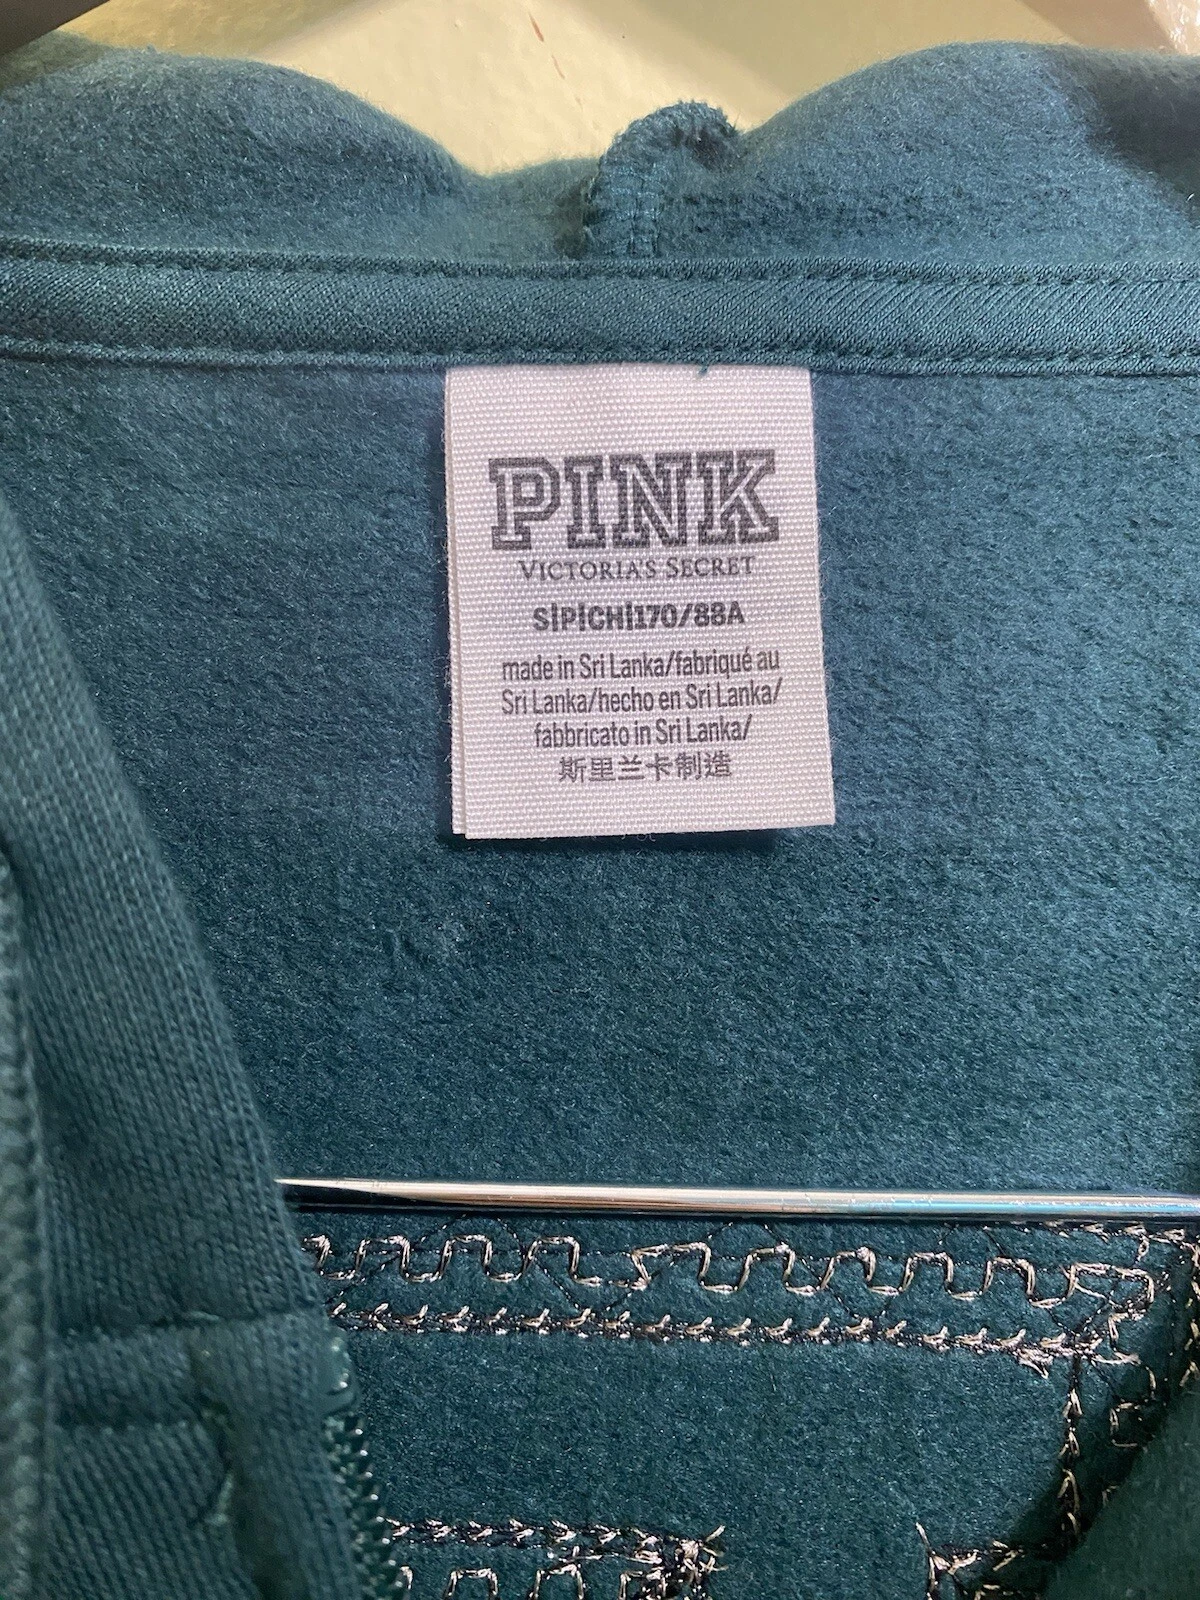 PINK
VICTORIA'S SECRET
S|P|CH|170/88A
made in Sri Lanka/fabriqué au
Sri Lanka/hecho en Sri Lanka/
fabbricato in Sri Lanka/
斯里兰卡制造